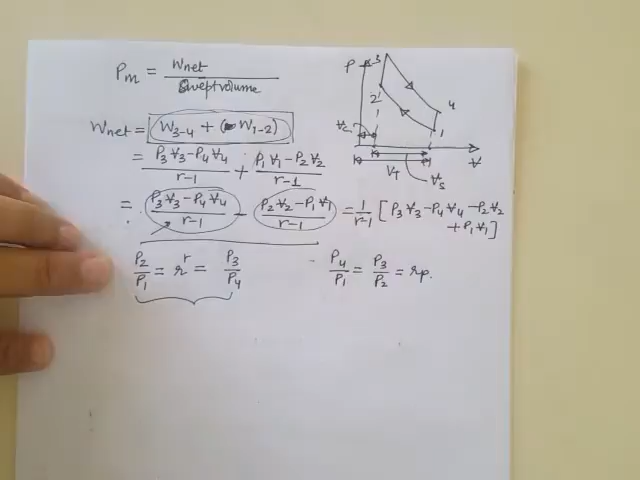 Pm = Wnet / Swept volume
Wnet = W3-4 + (W1-2)
= P3V3-P4V4 / r-1 + P1V1-P2V2 / r-1
= P3V3-P4V4 / r-1 - P2V2-P1V1 / r-1 = 1/r-1 [P3V3-P4V4-P2V2 + P1V1]
P2/P1 = r^r = P3/P4
P4/P1 = P3/P2 = rp.
P
3
2
4
1
Vc
VT
Vs
V